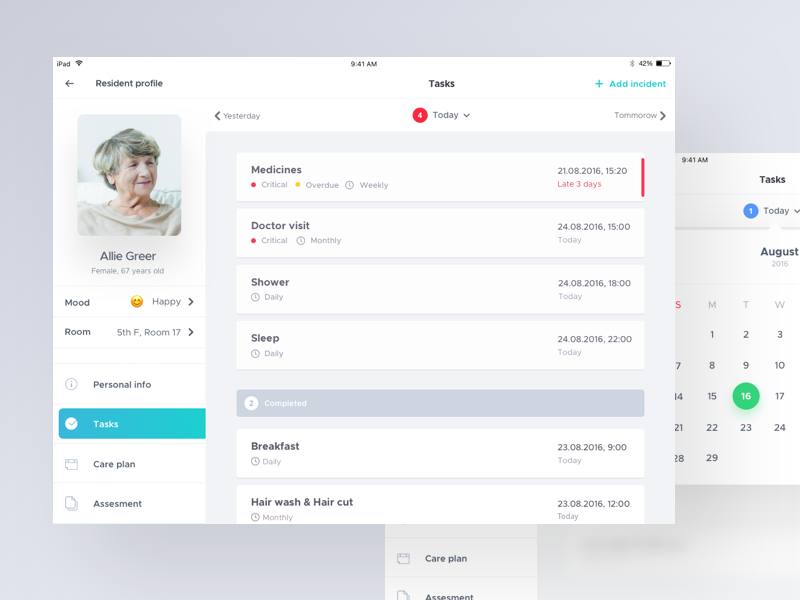 iPad 9:41 AM 42%
Resident profile Tasks + Add incident
Yesterday 4 Today Tommorow
Allie Greer
Female, 67 years old
Mood Happy
Room 5th F, Room 17
Personal info
Tasks
Care plan
Assesment
Medicines 21.08.2016, 15:20
Critical Overdue Weekly Late 3 days
Doctor visit 24.08.2016, 15:00
Critical Monthly Today
Shower 24.08.2016, 18:00
Daily Today
Sleep 24.08.2016, 22:00
Daily Today
2 Completed
Breakfast 23.08.2016, 9:00
Daily Today
Hair wash & Hair cut 23.08.2016, 12:00
Monthly Today
9:41 AM
Tasks
1 Today
August
2016
S M T W
1 2 3
7 8 9 10
14 15 16 17
21 22 23 24
28 29
Care plan
Assesment